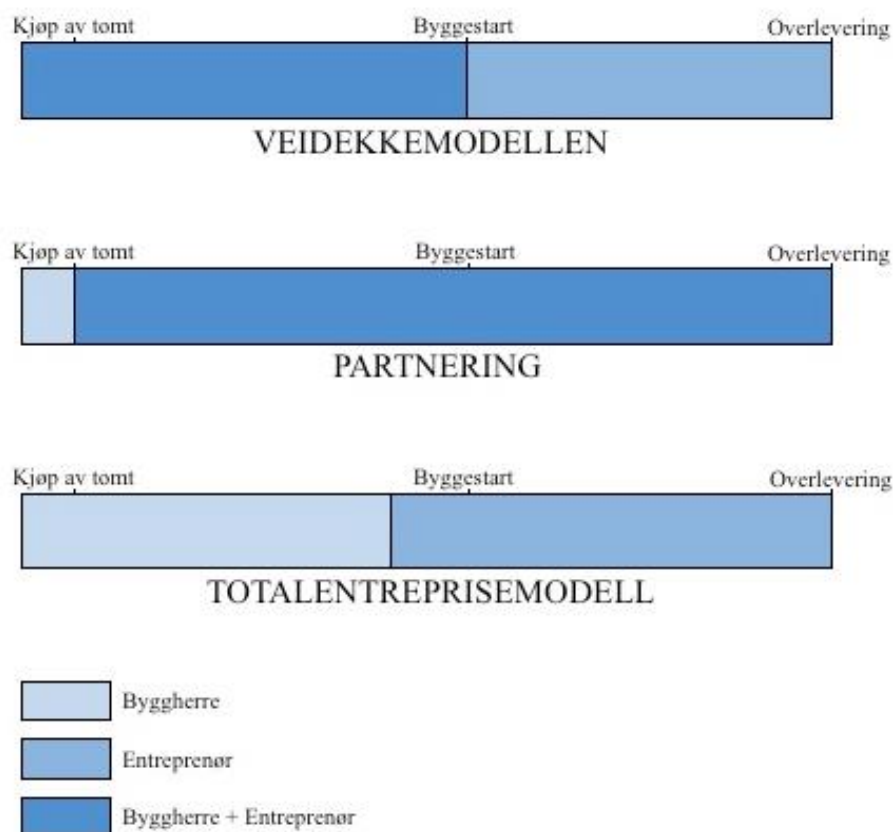 Kjøp av tomt Byggestart Overlevering
VEIDEKKEMODELLEN
Kjøp av tomt Byggestart Overlevering
PARTNERING
Kjøp av tomt Byggestart Overlevering
TOTALENTREPRISEMODELL
Byggherre
Entreprenør
Byggherre + Entreprenør